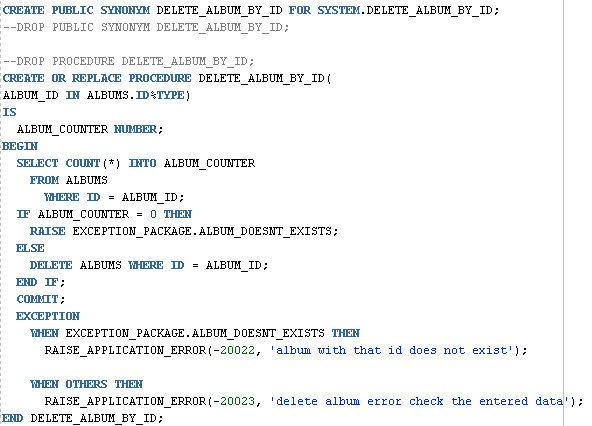 CREATE PUBLIC SYNONYM DELETE_ALBUM_BY_ID FOR SYSTEM.DELETE_ALBUM_BY_ID;
--DROP PUBLIC SYNONYM DELETE_ALBUM_BY_ID;

--DROP PROCEDURE DELETE_ALBUM_BY_ID;
CREATE OR REPLACE PROCEDURE DELETE_ALBUM_BY_ID(
ALBUM_ID IN ALBUMS.ID%TYPE)
IS
  ALBUM_COUNTER NUMBER;
BEGIN
  SELECT COUNT(*) INTO ALBUM_COUNTER
    FROM ALBUMS
      WHERE ID = ALBUM_ID;
  IF ALBUM_COUNTER = 0 THEN
    RAISE EXCEPTION_PACKAGE.ALBUM_DOESNT_EXISTS;
  ELSE
    DELETE ALBUMS WHERE ID = ALBUM_ID;
  END IF;
  COMMIT;
  EXCEPTION
    WHEN EXCEPTION_PACKAGE.ALBUM_DOESNT_EXISTS THEN
      RAISE_APPLICATION_ERROR(-20022, 'album with that id does not exist');

    WHEN OTHERS THEN
      RAISE_APPLICATION_ERROR(-20023, 'delete album error check the entered data');
END DELETE_ALBUM_BY_ID;